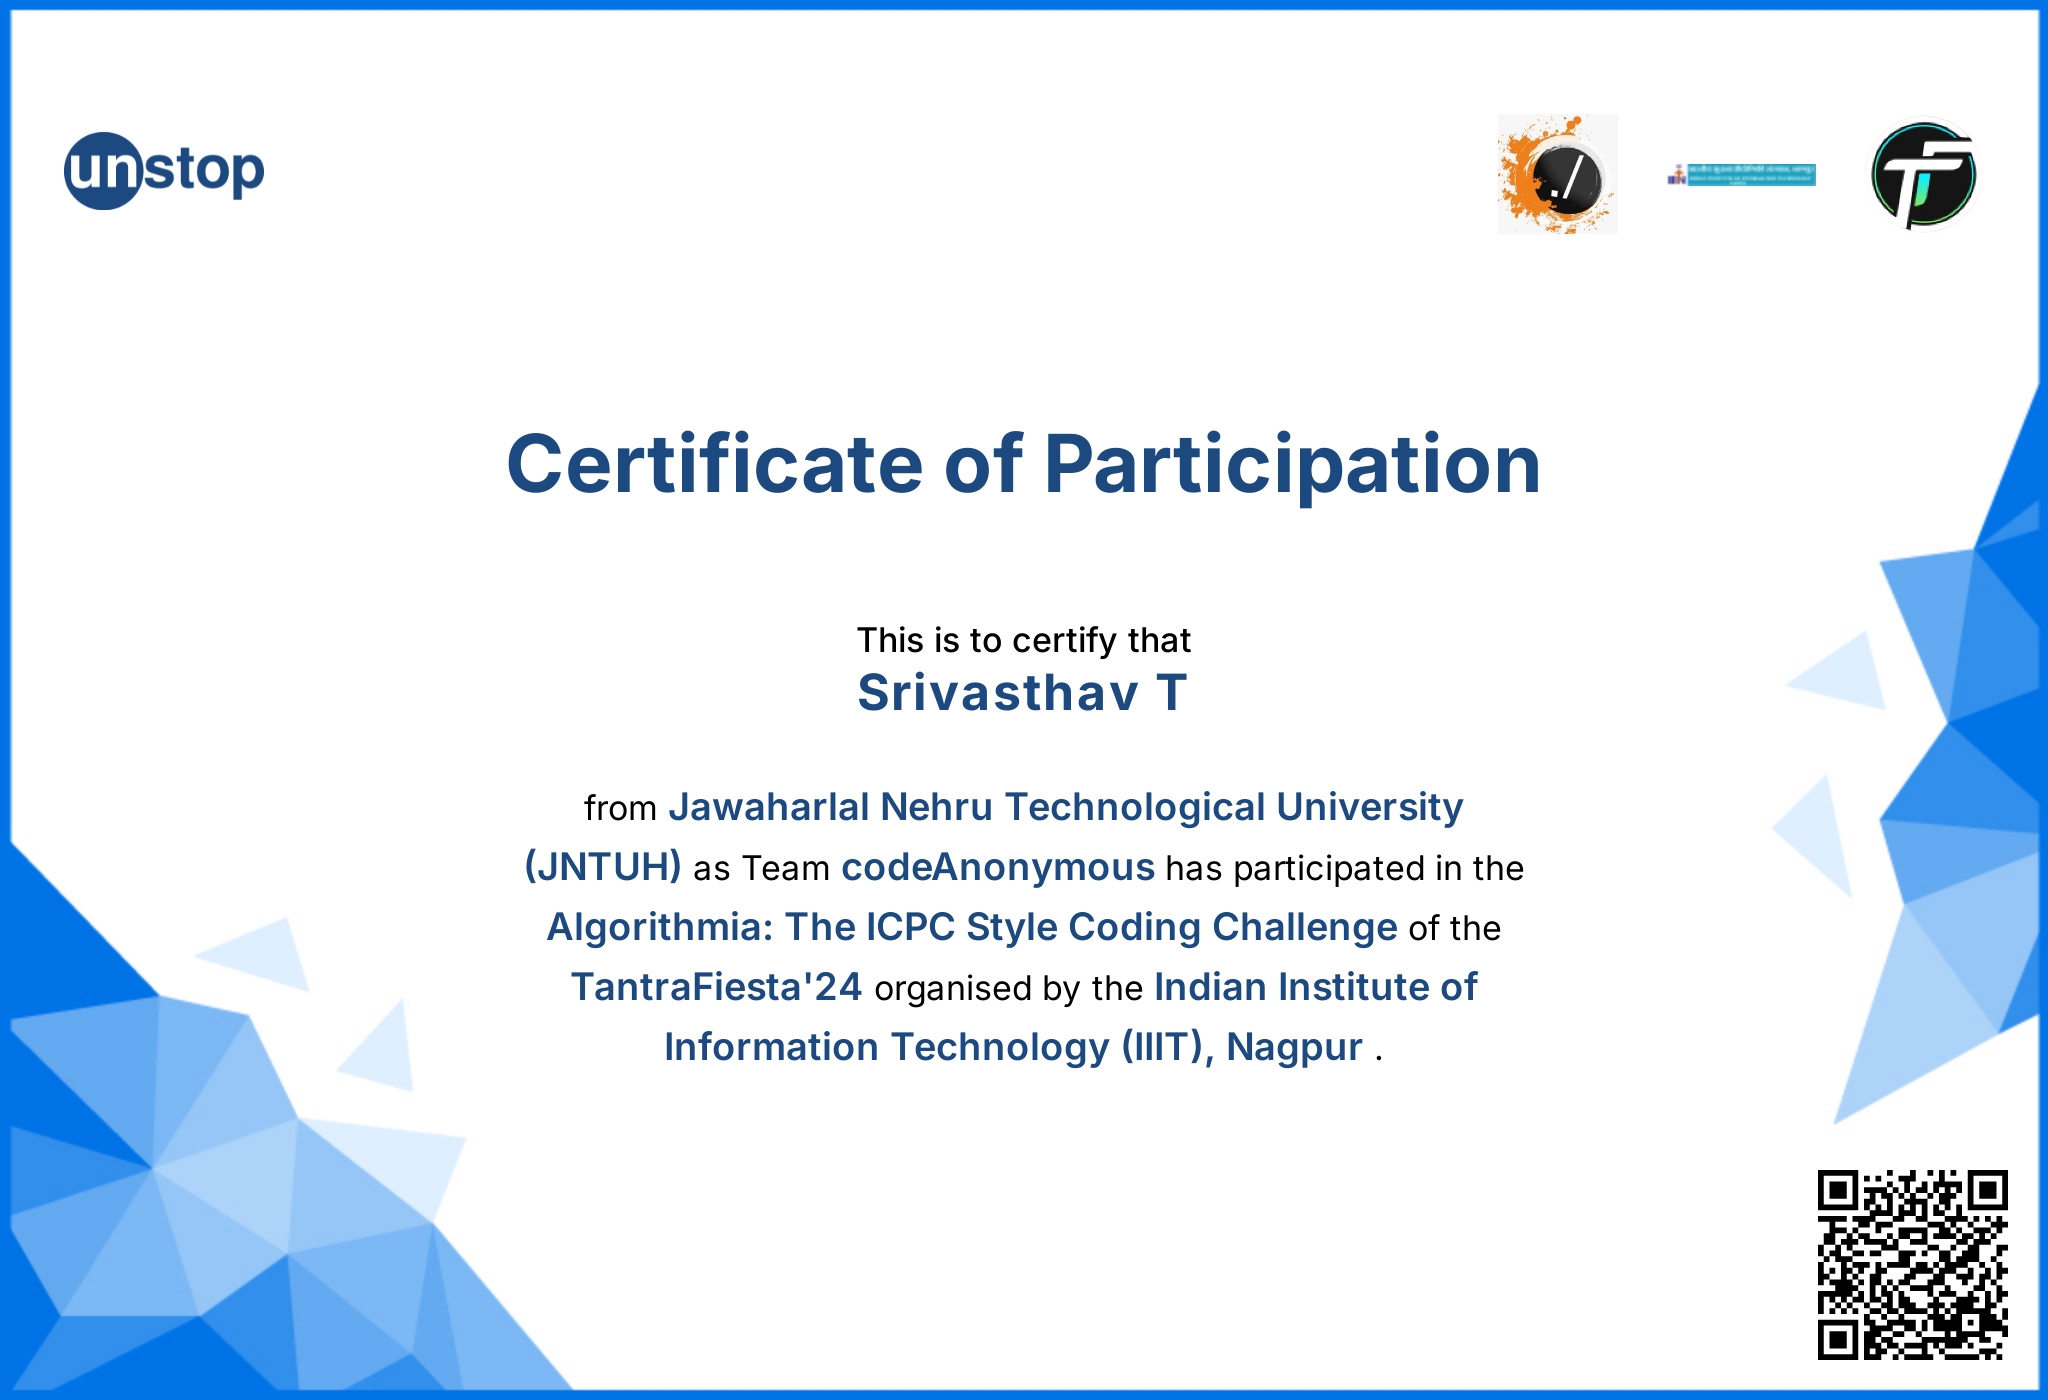 unstop
./
TF
Certificate of Participation
This is to certify that
Srivasthav T
from Jawaharlal Nehru Technological University
(JNTUH) as Team codeAnonymous has participated in the
Algorithmia: The ICPC Style Coding Challenge of the
TantraFiesta'24 organised by the Indian Institute of
Information Technology (IIIT), Nagpur .